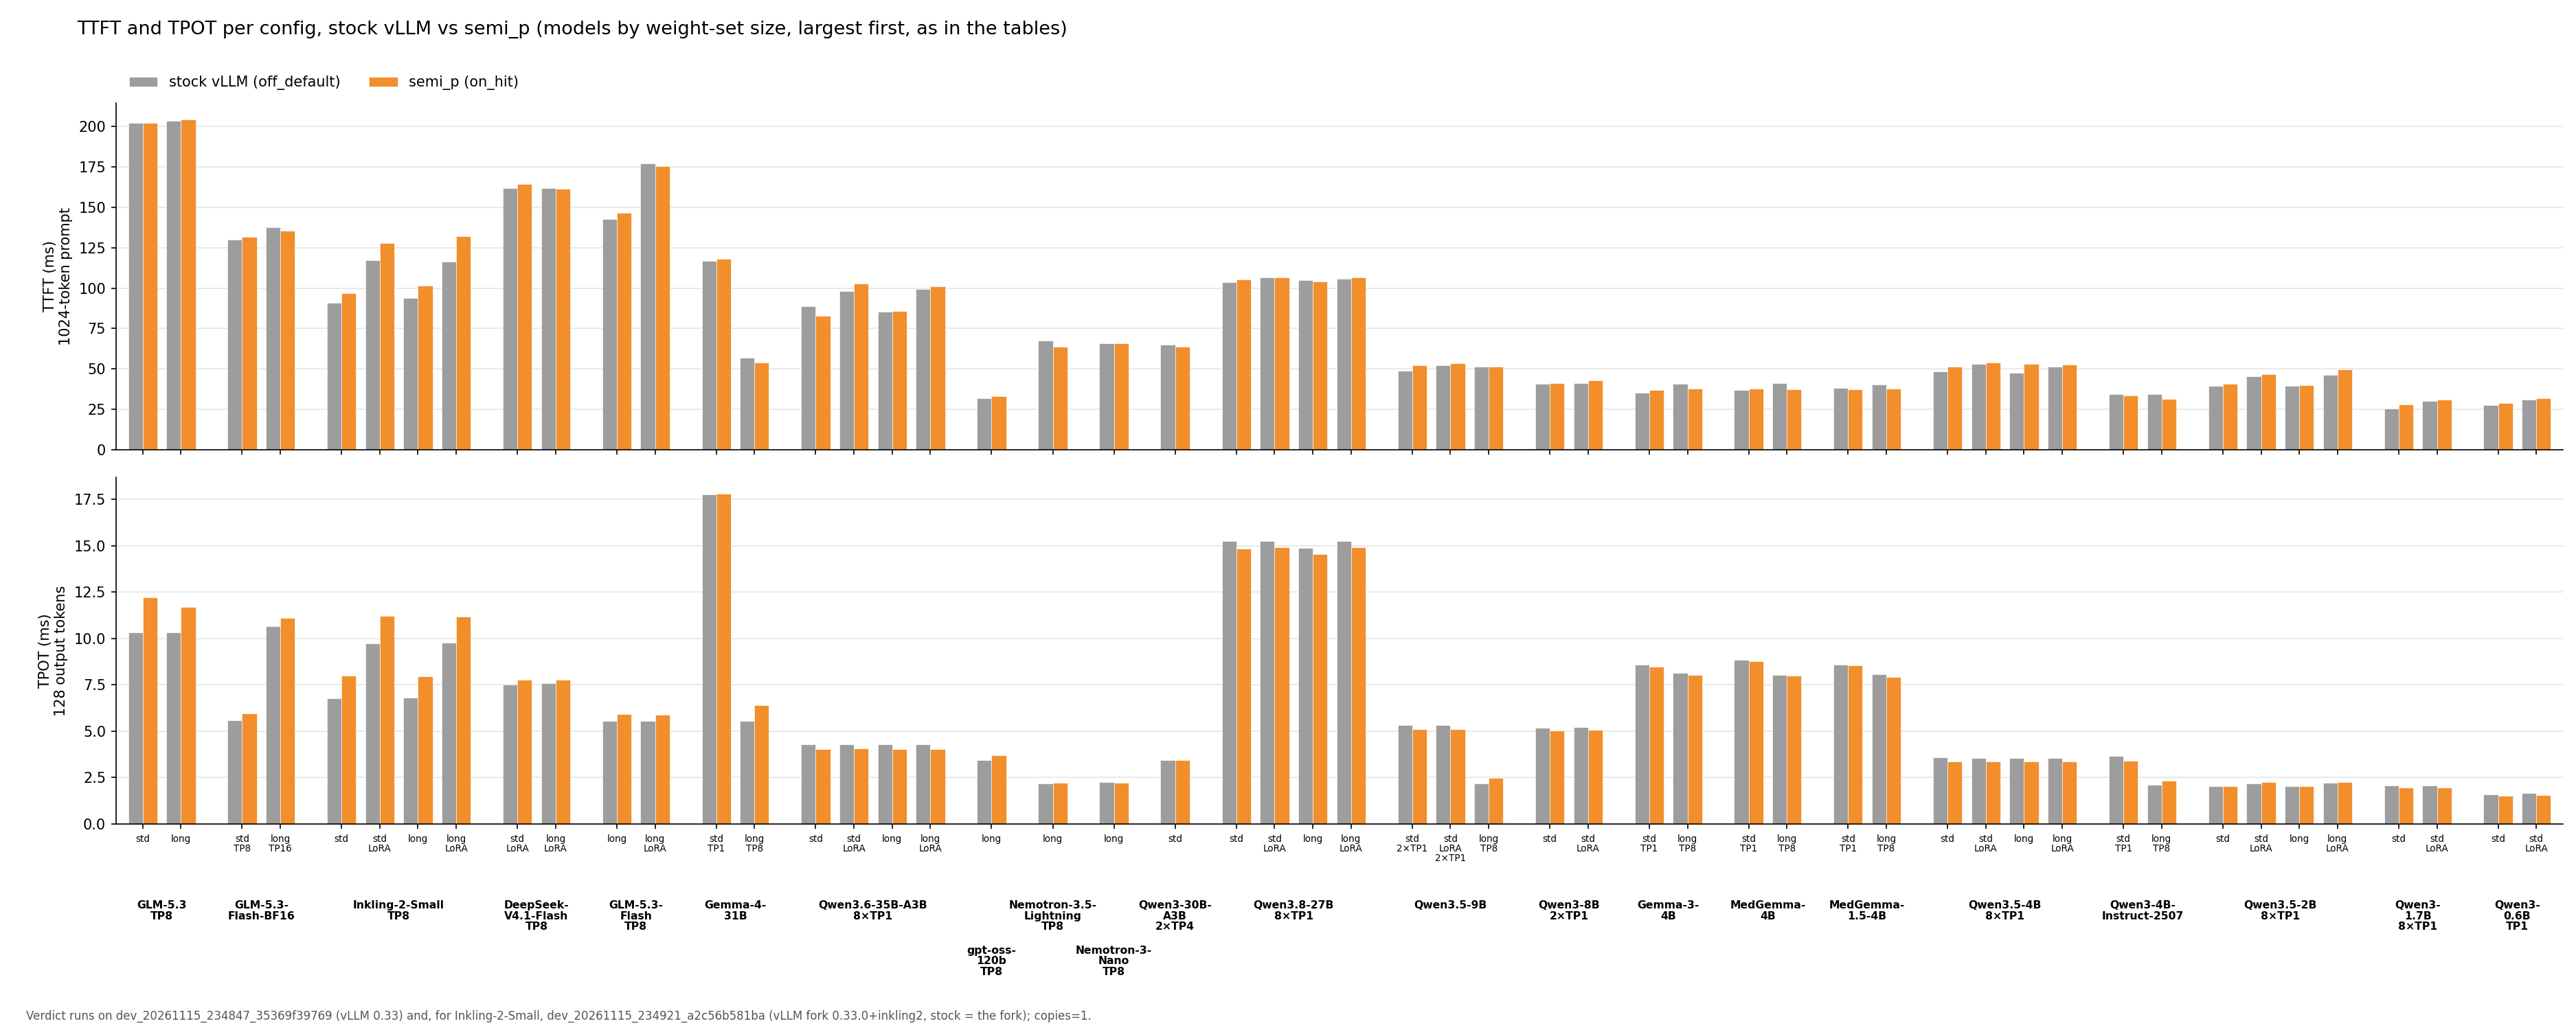 TTFT and TPOT per config, stock vLLM vs semi_p (models by weight-set size, largest first, as in the tables)
stock vLLM (off_default)
semi_p (on_hit)
TTFT (ms)
1024-token prompt
200
175
150
125
100
75
50
25
0
TPOT (ms)
128 output tokens
17.5
15.0
12.5
10.0
7.5
5.0
2.5
0.0
std
long
GLM-5.3
TP8
std
TP8
long
TP16
GLM-5.3-
Flash-BF16
std
std
LoRA
long
long
LoRA
Inkling-2-Small
TP8
std
LoRA
long
LoRA
DeepSeek-
V4.1-Flash
TP8
long
long
LoRA
GLM-5.3-
Flash
TP8
std
TP1
long
TP8
Gemma-4-
31B
std
std
LoRA
long
long
LoRA
Qwen3.6-35B-A3B
8×TP1
long
gpt-oss-
120b
TP8
long
Nemotron-3.5-
Lightning
TP8
long
Nemotron-3-
Nano
TP8
std
Qwen3-30B-
A3B
2×TP4
std
std
LoRA
long
long
LoRA
Qwen3.8-27B
8×TP1
std
2×TP1
std
LoRA
2×TP1
long
TP8
Qwen3.5-9B
std
std
LoRA
Qwen3-8B
2×TP1
std
TP1
long
TP8
Gemma-3-
4B
std
TP1
long
TP8
MedGemma-
4B
std
TP1
long
TP8
MedGemma-
1.5-4B
std
std
LoRA
long
long
LoRA
Qwen3.5-4B
8×TP1
std
TP1
long
TP8
Qwen3-4B-
Instruct-2507
std
std
LoRA
long
long
LoRA
Qwen3.5-2B
8×TP1
std
std
LoRA
Qwen3-
1.7B
8×TP1
std
std
LoRA
Qwen3-
0.6B
TP1
Verdict runs on dev_20261115_234847_35369f39769 (vLLM 0.33) and, for Inkling-2-Small, dev_20261115_234921_a2c56b581ba (vLLM fork 0.33.0+inkling2, stock = the fork); copies=1.